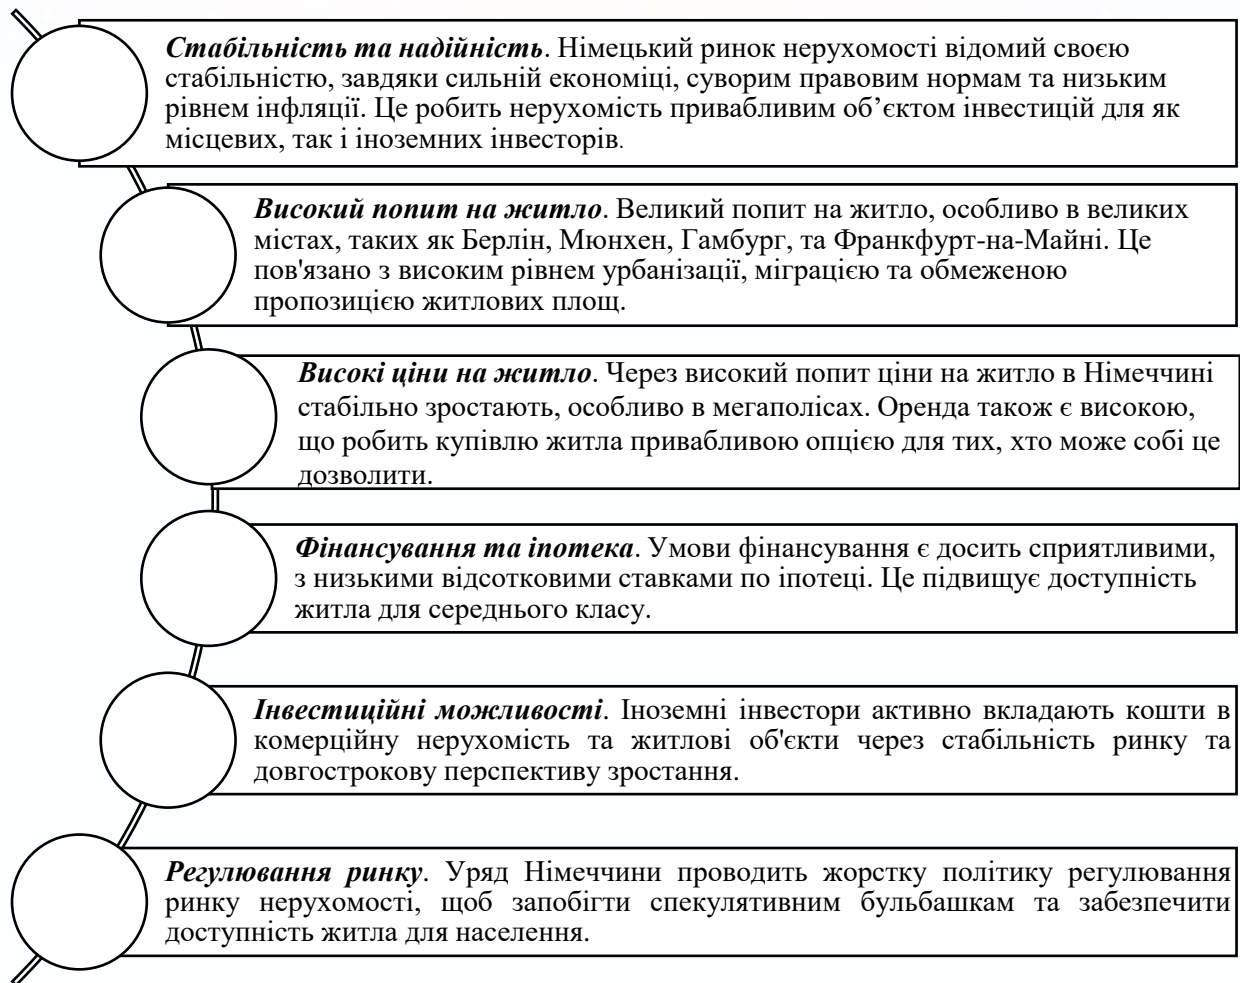 Стабільність та надійність. Німецький ринок нерухомості відомий своєю
стабільністю, завдяки сильній економіці, суворим правовим нормам та низьким
рівнем інфляції. Це робить нерухомість привабливим об’єктом інвестицій для як
місцевих, так і іноземних інвесторів.
Високий попит на житло. Великий попит на житло, особливо в великих
містах, таких як Берлін, Мюнхен, Гамбург, та Франкфурт-на-Майні. Це
пов'язано з високим рівнем урбанізації, міграцією та обмеженою
пропозицією житлових площ.
Високі ціни на житло. Через високий попит ціни на житло в Німеччині
стабільно зростають, особливо в мегаполісах. Оренда також є високою,
що робить купівлю житла привабливою опцією для тих, хто може собі це
дозволити.
Фінансування та іпотека. Умови фінансування є досить сприятливими,
з низькими відсотковими ставками по іпотеці. Це підвищує доступність
житла для середнього класу.
Інвестиційні можливості. Іноземні інвестори активно вкладають кошти в
комерційну нерухомість та житлові об'єкти через стабільність ринку та
довгострокову перспективу зростання.
Регулювання ринку. Уряд Німеччини проводить жорстку політику регулювання
ринку нерухомості, щоб запобігти спекулятивним бульбашкам та забезпечити
доступність житла для населення.